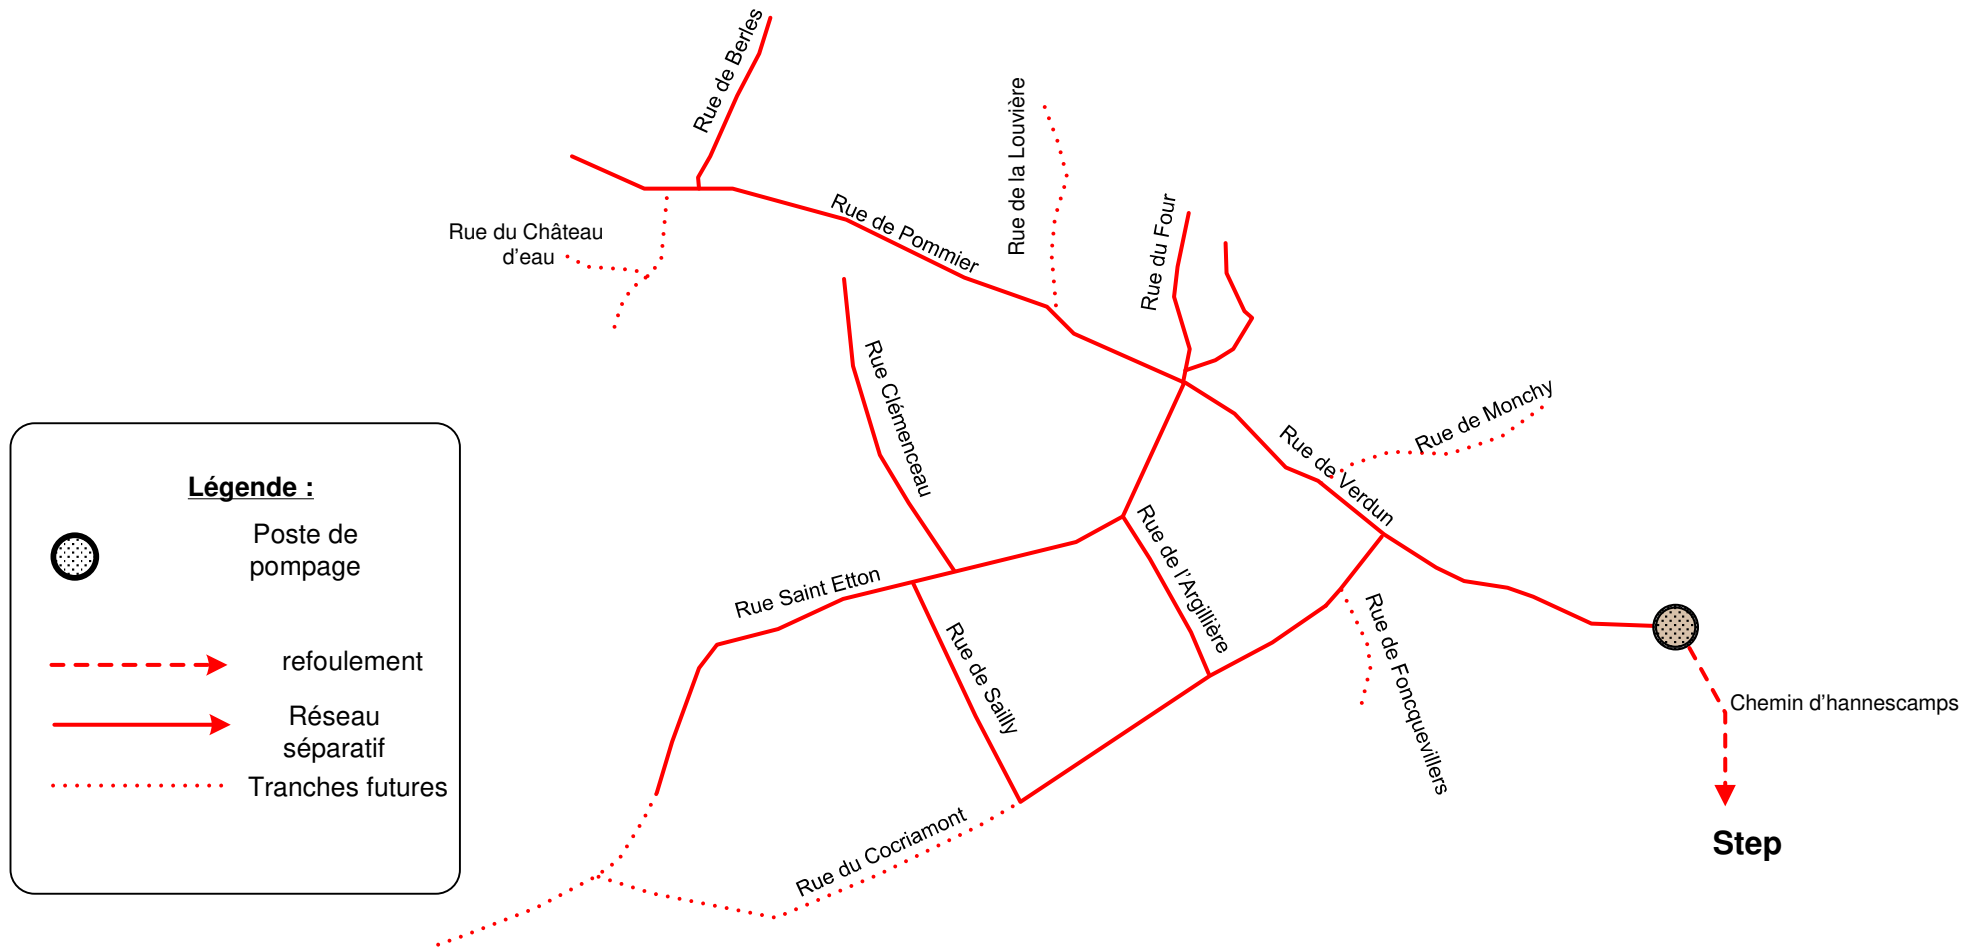 Rue de Berles
Rue de la Louvière
Rue du Château
d'eau
Rue de Pommier
Rue du Four
Rue Clémenceau
Rue de Monchy
Rue de Verdun
Légende :
Poste de
pompage
refoulement
Réseau
séparatif
Tranches futures
Rue Saint Etton
Rue de l'Argillière
Rue de Sailly
Rue de Foncquevillers
Chemin d'hannescamps
Rue du Cocriamont
Step